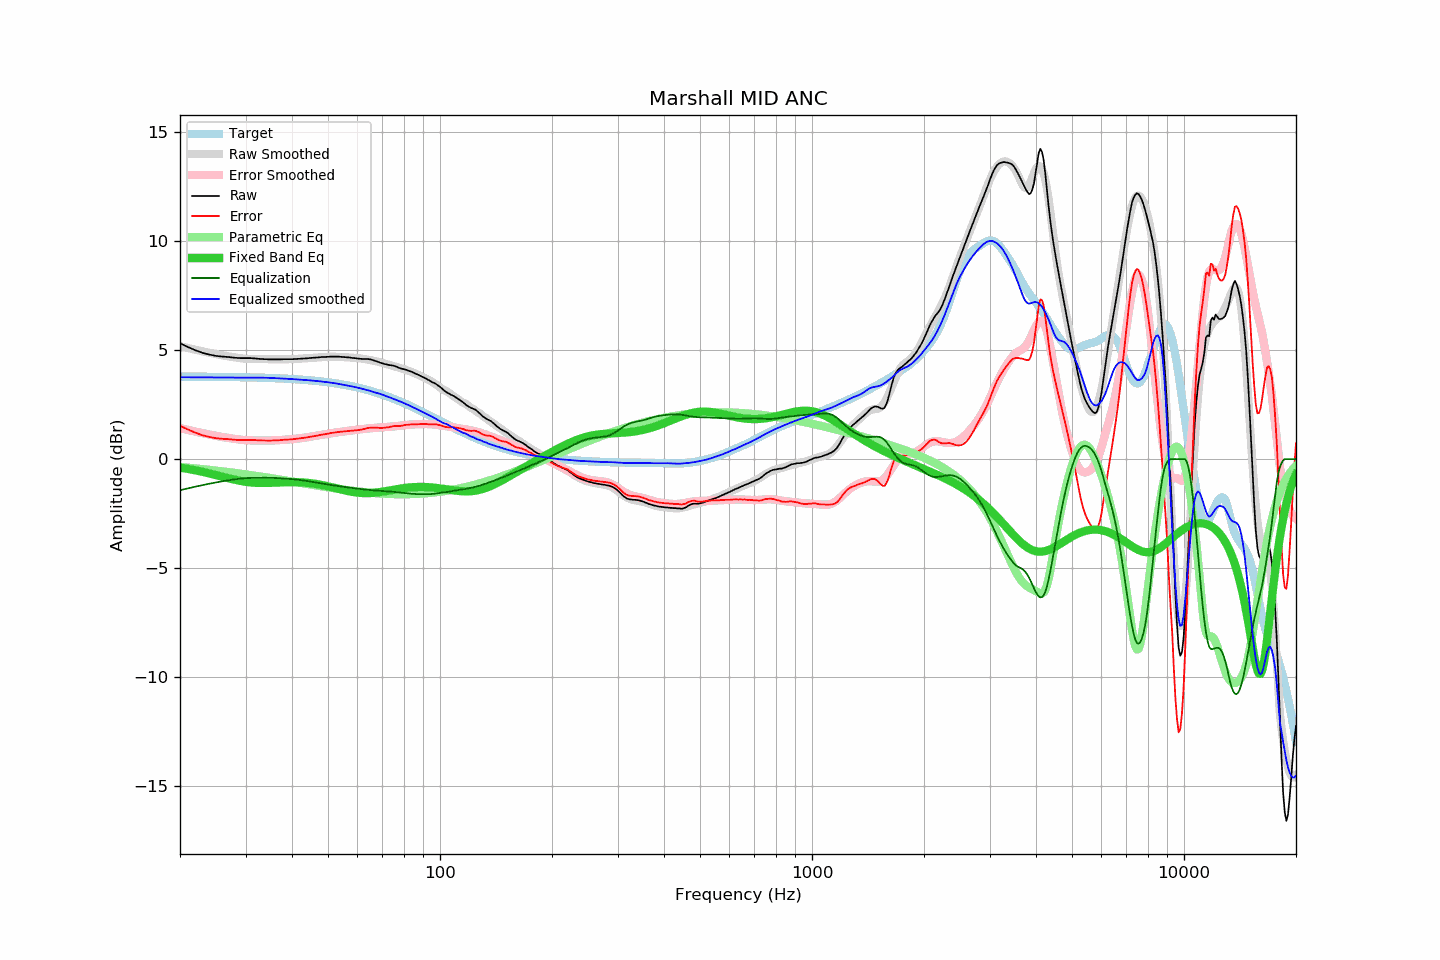 Marshall MID ANC
Target
Raw Smoothed
Error Smoothed
Raw
Error
Parametric Eq
Fixed Band Eq
Equalization
Equalized smoothed
Amplitude (dBr)
15
10
5
0
−5
−10
−15
100
1000
10000
Frequency (Hz)